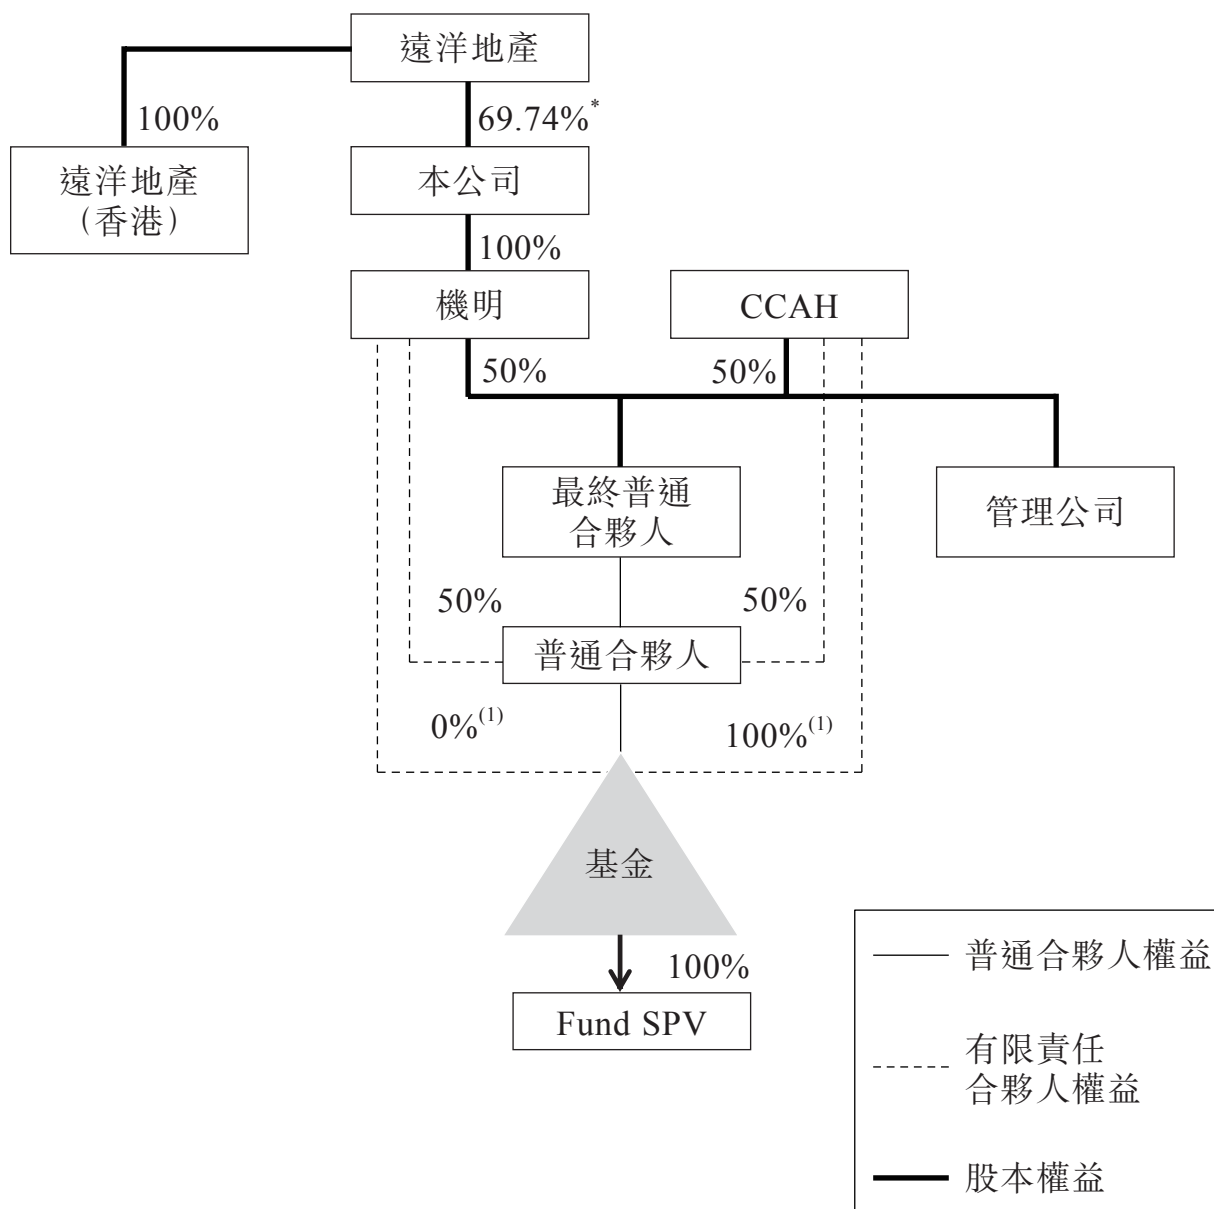 遠洋地產
100%
69.74%*
遠洋地產
（香港）
本公司
100%
機明
CCAH
50%
50%
最終普通
合夥人
管理公司
50%
50%
普通合夥人
0%(1)
100%(1)
基金
100%
Fund SPV
普通合夥人權益
有限責任
合夥人權益
股本權益